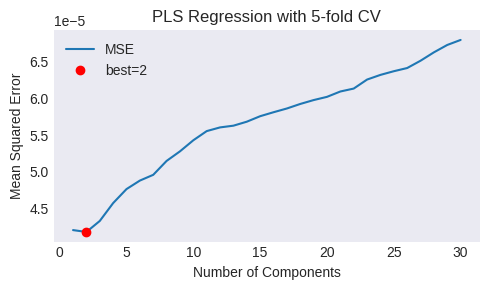 PLS Regression with 5-fold CV
1e−5
MSE
best=2
Mean Squared Error
6.5
6.0
5.5
5.0
4.5
0 5 10 15 20 25 30
Number of Components